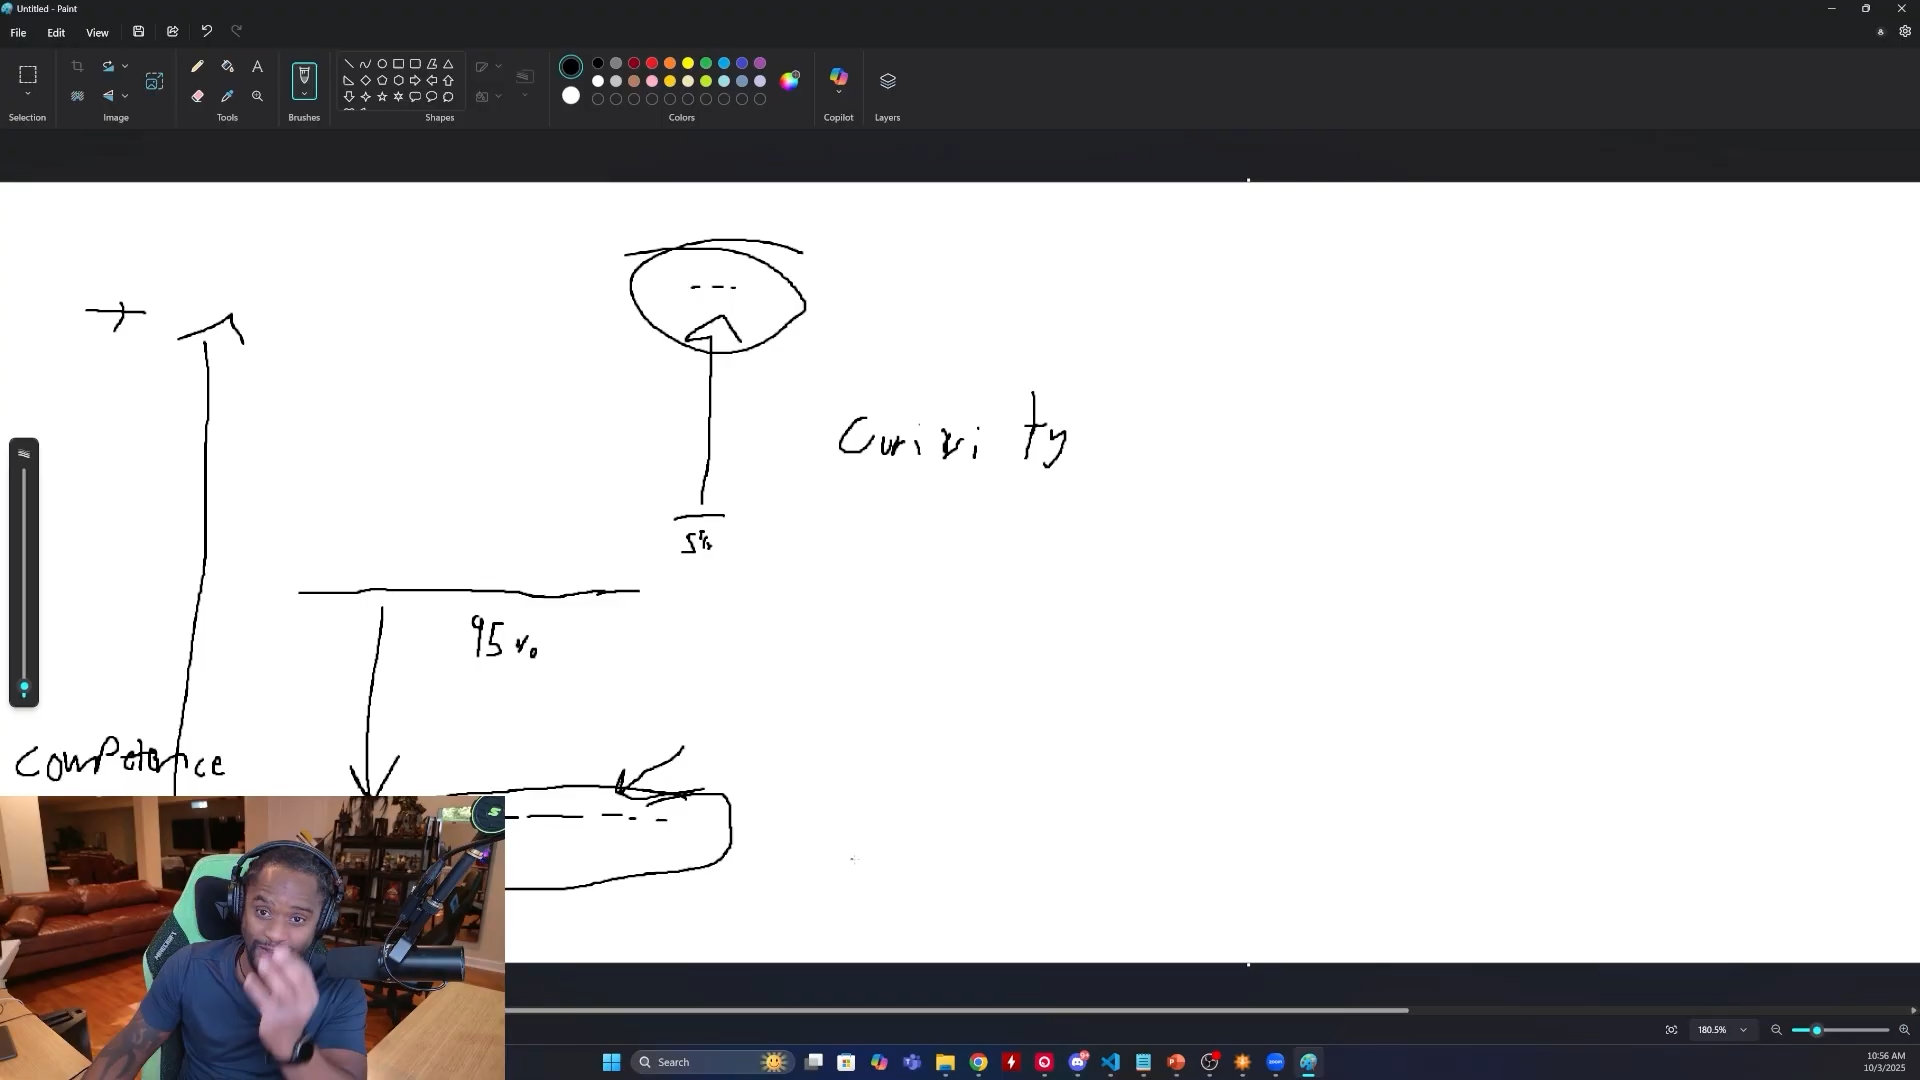 Untitled - Paint
File Edit View
Selection
Image
Tools
Brushes
Shapes
Colors
Copilot
Layers
Curisity
5%
95%
Competence
180.5%
Search
10:56 AM
10/3/2025